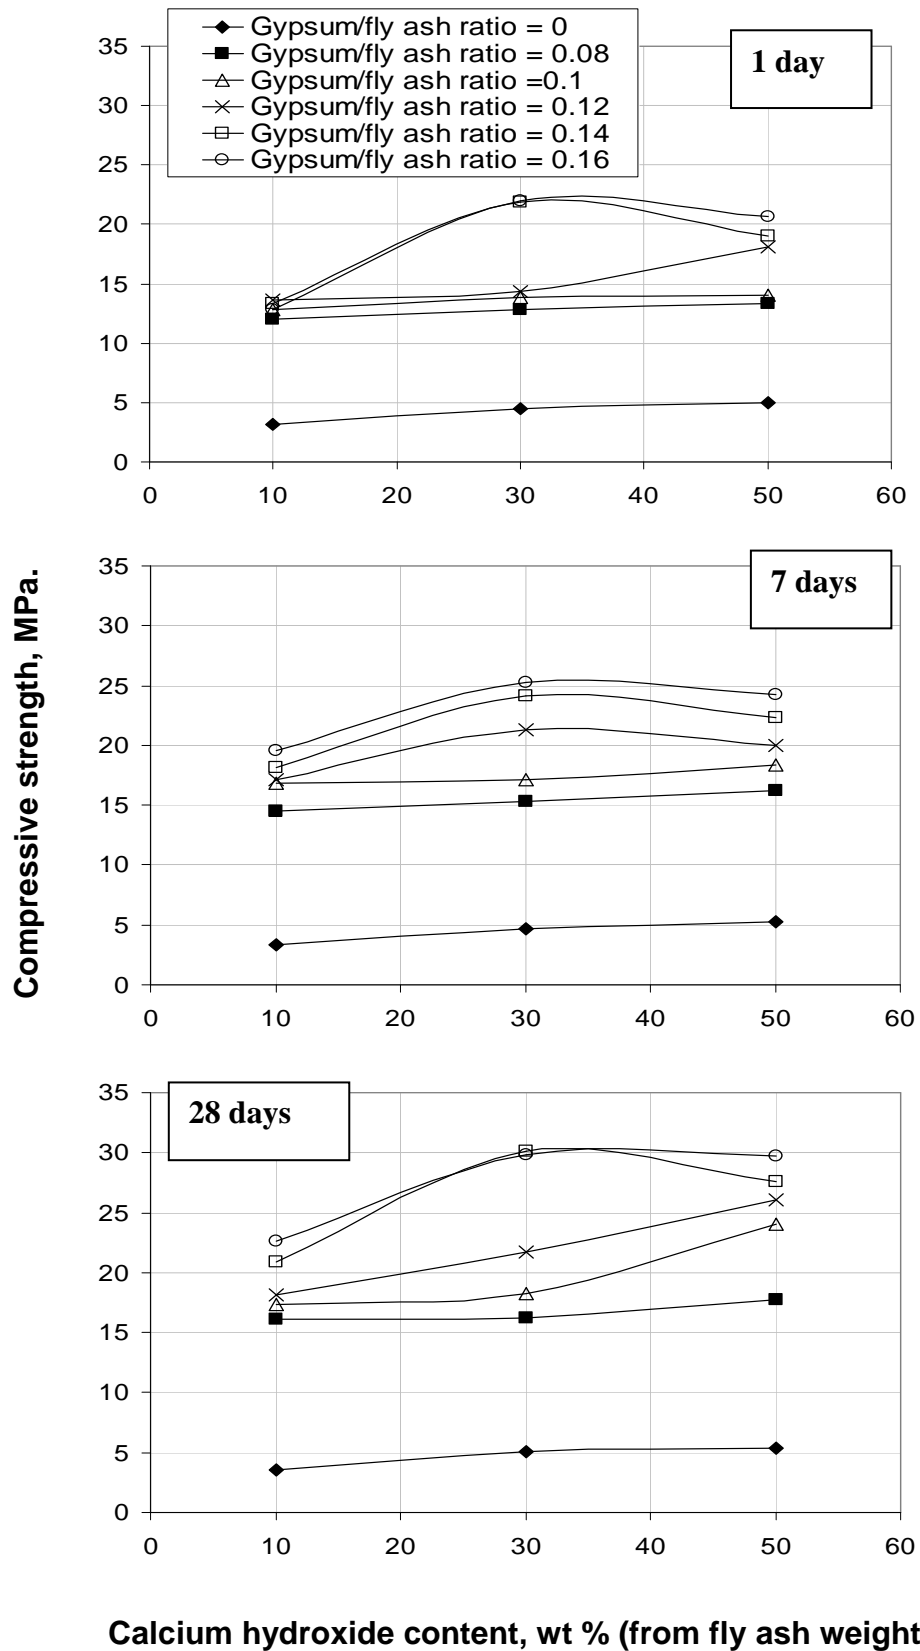 Gypsum/fly ash ratio = 0
Gypsum/fly ash ratio = 0.08
Gypsum/fly ash ratio =0.1
Gypsum/fly ash ratio = 0.12
Gypsum/fly ash ratio = 0.14
Gypsum/fly ash ratio = 0.16
1 day
35
30
25
20
15
10
5
0
0 10 20 30 40 50 60
Compressive strength, MPa.
7 days
35
30
25
20
15
10
5
0
0 10 20 30 40 50 60
28 days
35
30
25
20
15
10
5
0
0 10 20 30 40 50 60
Calcium hydroxide content, wt % (from fly ash weight